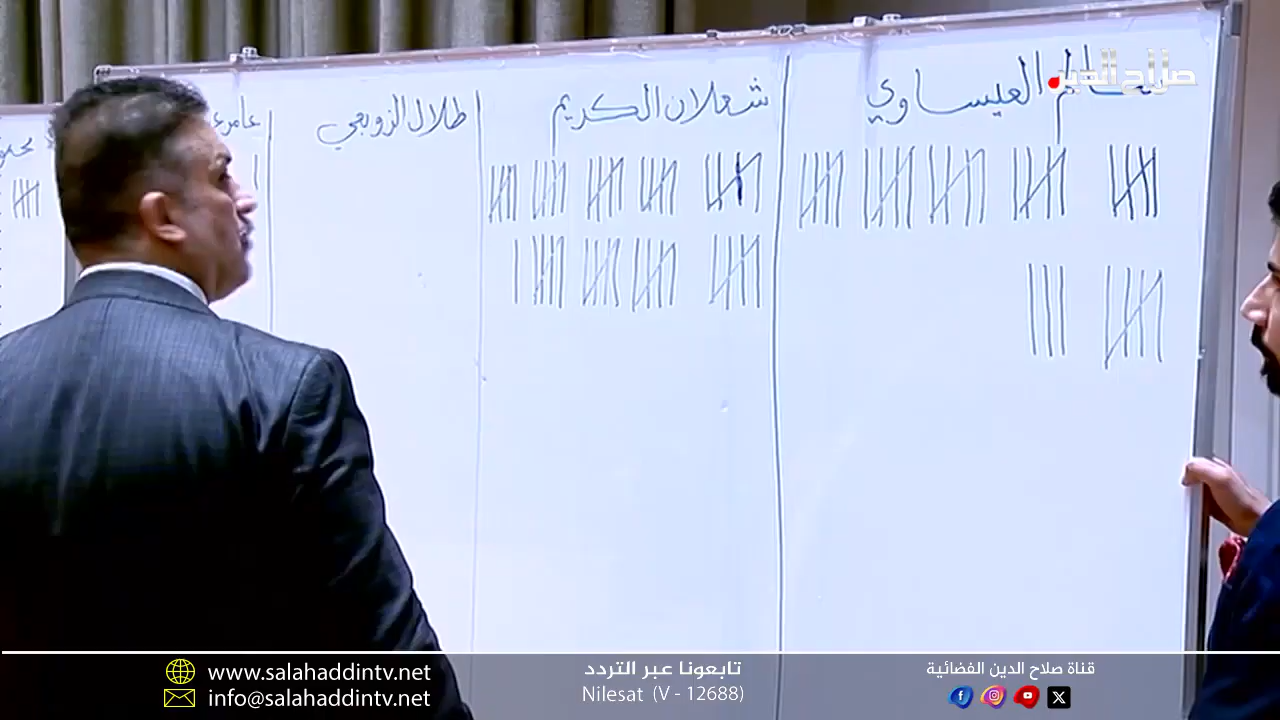 صلاح الدين
العيساوي
شعلان الكريم
طلال الزوبعي
عامر
قناة صلاح الدين الفضائية
تابعونا عبر التردد
Nilesat (V - 12688)
www.salahaddintv.net
info@salahaddintv.net